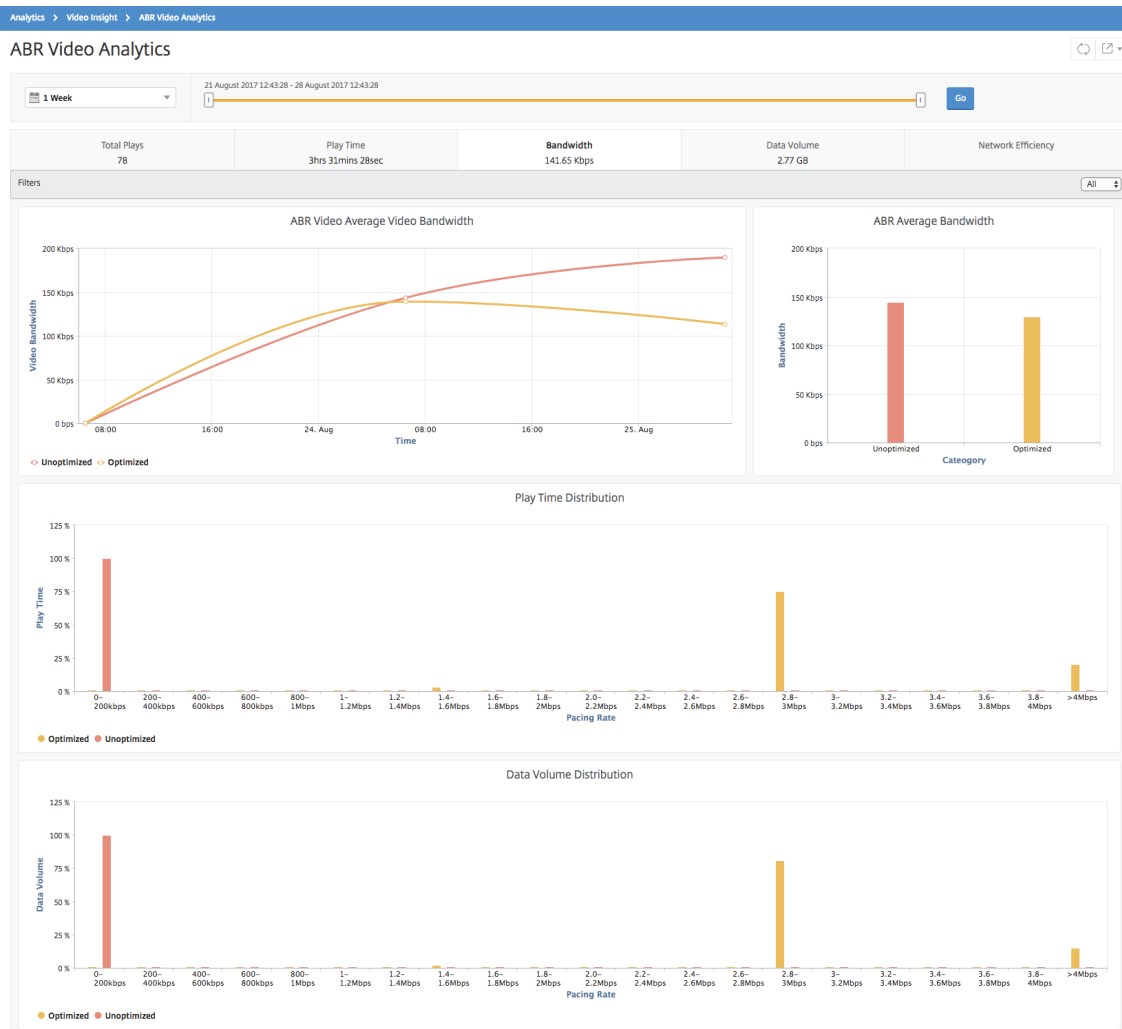 Analytics > Video Insight > ABR Video Analytics
ABR Video Analytics
1 Week
21 August 2017 12:43:28 - 28 August 2017 12:43:28
Go
Total Plays
78
Play Time
3hrs 31mins 28sec
Bandwidth
141.65 Kbps
Data Volume
2.77 GB
Network Efficiency
Filters
All
ABR Video Average Video Bandwidth
200 Kbps
150 Kbps
100 Kbps
50 Kbps
0 bps
Video Bandwidth
08:00 16:00 24. Aug 08:00 16:00 25. Aug
Time
Unoptimized Optimized
ABR Average Bandwidth
200 Kbps
150 Kbps
100 Kbps
50 Kbps
0 bps
Bandwidth
Unoptimized Optimized
Cateogory
Play Time Distribution
125 %
100 %
75 %
50 %
25 %
0 %
Play Time
0– 200– 400– 600– 800– 1– 1.2– 1.4– 1.6– 1.8– 2.0– 2.2– 2.4– 2.6– 2.8– 3– 3.2– 3.4– 3.6– 3.8– >4Mbps
200kbps 400kbps 600kbps 800kbps 1Mbps 1.2Mbps 1.4Mbps 1.6Mbps 1.8Mbps 2Mbps 2.2Mbps 2.4Mbps 2.6Mbps 2.8Mbps 3Mbps 3.2Mbps 3.4Mbps 3.6Mbps 3.8Mbps 4Mbps
Pacing Rate
Optimized Unoptimized
Data Volume Distribution
125 %
100 %
75 %
50 %
25 %
0 %
Data Volume
0– 200– 400– 600– 800– 1– 1.2– 1.4– 1.6– 1.8– 2.0– 2.2– 2.4– 2.6– 2.8– 3– 3.2– 3.4– 3.6– 3.8– >4Mbps
200kbps 400kbps 600kbps 800kbps 1Mbps 1.2Mbps 1.4Mbps 1.6Mbps 1.8Mbps 2Mbps 2.2Mbps 2.4Mbps 2.6Mbps 2.8Mbps 3Mbps 3.2Mbps 3.4Mbps 3.6Mbps 3.8Mbps 4Mbps
Pacing Rate
Optimized Unoptimized